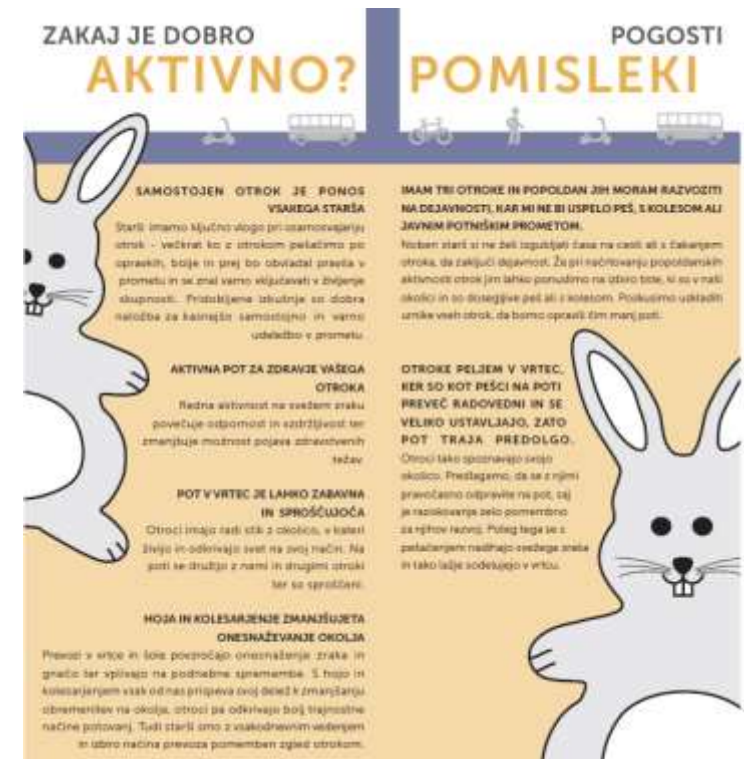 ZAKAJ JE DOBRO
AKTIVNO?
SAMOSTOJEN OTROK JE PONOS
VSAKEGA STARŠA
Starši imamo ključno vlogo pri osamosvajanju
otrok - večkrat ko z otrokom pešačimo po
opravkih, bolje in prej bo obvladal pravila v
prometu in se znal varno vključevati v življenje
skupnosti. Pridobljene izkušnje so dobra
naložba za kasnejšo samostojno in varno
udeležbo v prometu.
AKTIVNA POT ZA ZDRAVJE VAŠEGA
OTROKA
Redna aktivnost na svežem zraku
povečuje odpornost in vzdržljivost ter
zmanjšuje možnost pojava zdravstvenih
težav.
POT V VRTEC JE LAHKO ZABAVNA
IN SPROŠČUJOČA
Otroci imajo radi stik z okolico, v kateri
živijo in odkrivajo svet na svoj način. Na
poti se družijo z nami in drugimi otroki
ter so sproščeni.
HOJA IN KOLESARJENJE ZMANJŠUJETA
ONESNAŽEVANJE OKOLJA
Prevozi v vrtce in šole povzročajo onesnaženje zraka in
gnečo ter vplivajo na podnebne spremembe. S hojo in
kolesarjenjem vsak od nas prispeva svoj delež k zmanjšanju
obremenitev na okolje, otroci pa odkrivajo bolj trajnostne
načine potovanj. Tudi starši smo z vsakodnevnim vedenjem
in izbiro načina prevoza pomemben zgled otrokom.
POGOSTI
POMISLEKI
IMAM TRI OTROKE IN POPOLDAN JIH MORAM RAZVOZITI
NA DEJAVNOSTI, KAR MI NE BI USPELO PEŠ, S KOLESOM ALI
JAVNIM POTNIŠKIM PROMETOM.
Noben starš si ne želi izgubljati časa na cesti ali s čakanjem
otroka, da zaključi dejavnost. Že pri načrtovanju popoldanskih
aktivnosti otrok jim lahko ponudimo na izbiro tiste, ki so v naši
okolici in so dosegljive peš ali s kolesom. Poskusimo uskladiti
urnike vseh otrok, da bomo opravili čim manj poti.
OTROKE PELJEM V VRTEC,
KER SO KOT PEŠCI NA POTI
PREVEČ RADOVEDNI IN SE
VELIKO USTAVLJAJO, ZATO
POT TRAJA PREDOLGO.
Otroci tako spoznavajo svojo
okolico. Predlagamo, da se z njimi
pravočasno odpravite na pot, saj
je raziskovanje zelo pomembno
za njihov razvoj. Poleg tega se s
pešačenjem nadihajo svežega zraka
in tako lažje sodelujejo v vrtcu.